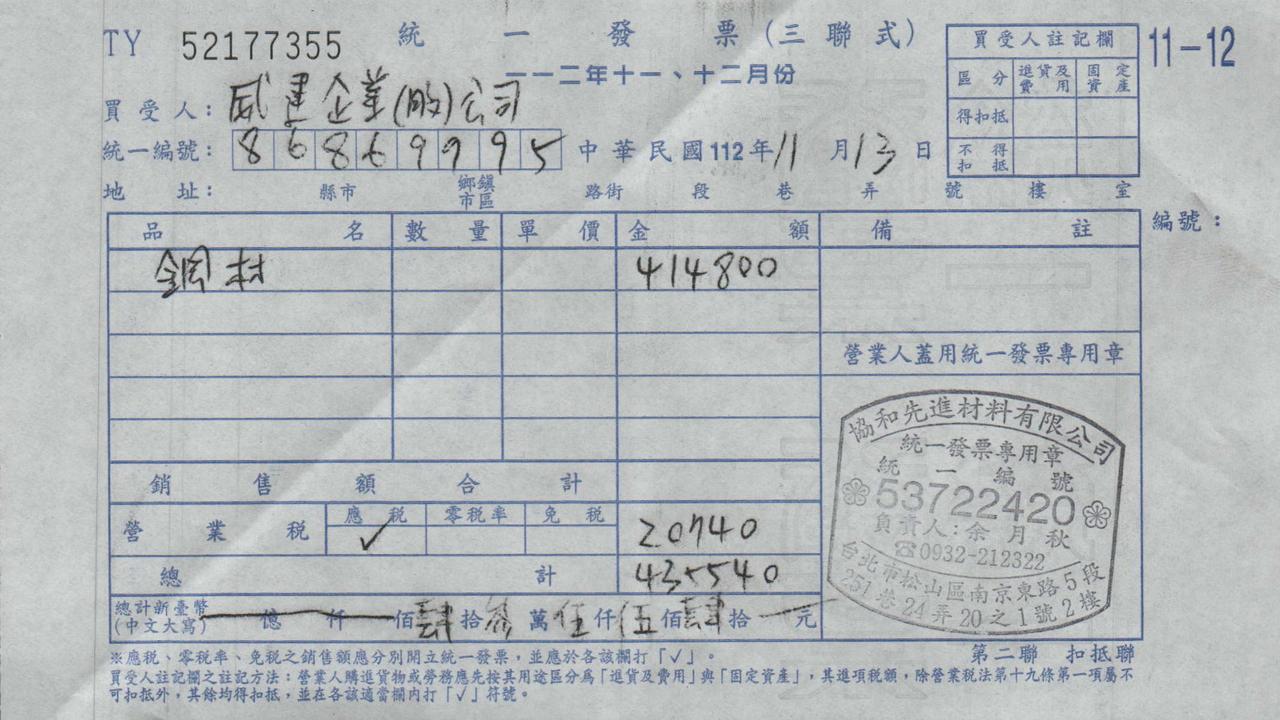 TY 52177355 統一發票(三聯式)
一一二年十一、十二月份
買受人註記欄 11-12
區分 進貨及費用 固定資產
得扣抵
不得扣抵
買受人: 威建企業(股)公司
統一編號: 86869995 中華民國112年11月13日
地址: 縣市 鄉鎮市區 路街 段 巷 弄 號 樓 室
品名 數量 單價 金額 備註 編號:
鋼材 414800
營業人蓋用統一發票專用章
銷售額合計
營業稅 應稅 零稅率 免稅
✓ 20740
總計 435540
總計新臺幣(中文大寫) 億 仟 佰肆拾參萬伍仟伍佰肆拾 元
協和先進材料有限公司
統一發票專用章
統一編號
53722420
負責人:余月秋
☎0932-212322
台北市松山區南京東路5段
251巷24弄20之1號2樓
第二聯 扣抵聯
※應稅、零稅率、免稅之銷售額應分別開立統一發票,並應於各該欄打「✓」。
買受人註記欄之註記方法:營業人購進貨物或勞務應先按其用途區分為「進貨及費用」與「固定資產」,其進項稅額,除營業稅法第十九條第一項屬不
可扣抵外,其餘均得扣抵,並在各該適當欄內打「✓」符號。